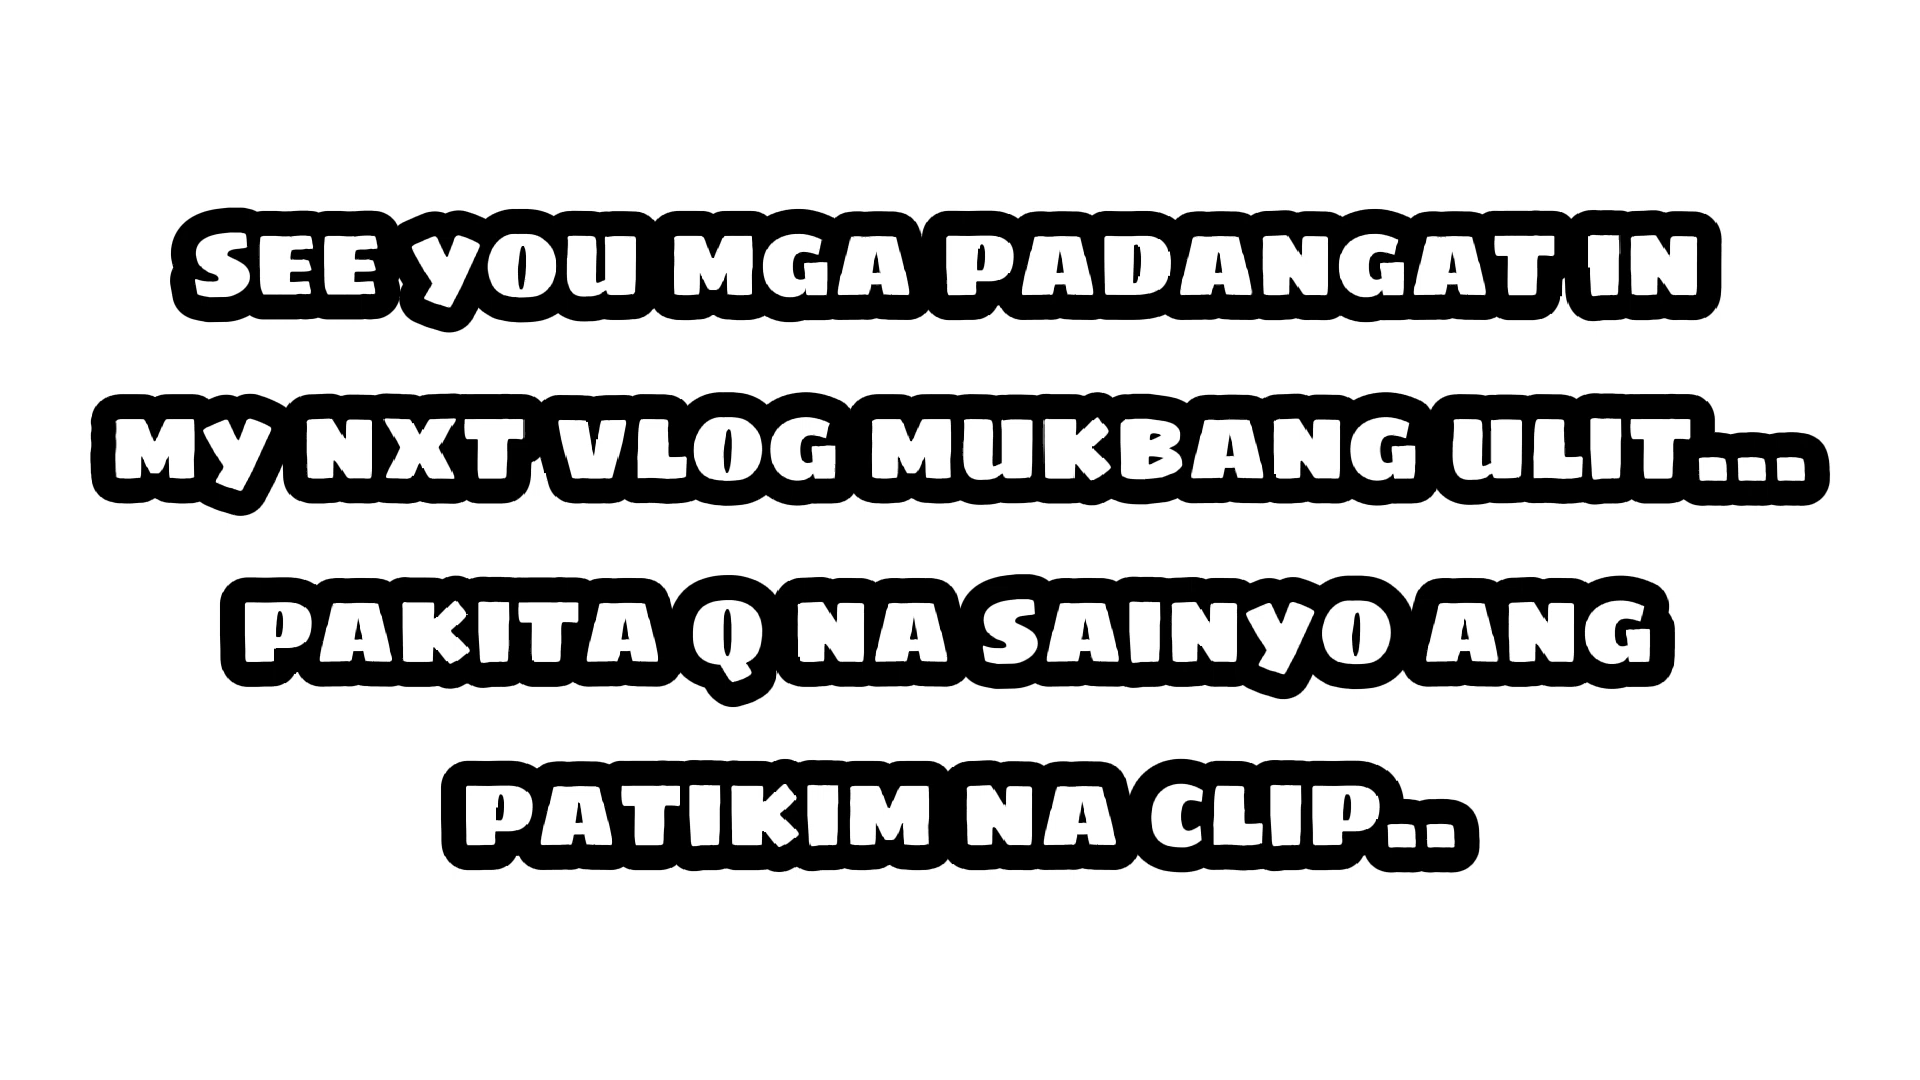 See you mga padangat in
my nxt vlog mukbang ulit...
pakita Q na Sainyo ang
patikim na Clip..